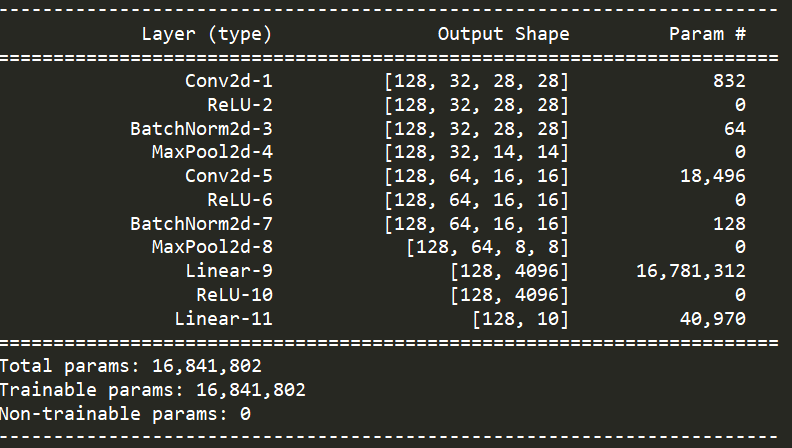 ----------------------------------------------------------------
Layer (type) Output Shape Param #
================================================================
Conv2d-1 [128, 32, 28, 28] 832
ReLU-2 [128, 32, 28, 28] 0
BatchNorm2d-3 [128, 32, 28, 28] 64
MaxPool2d-4 [128, 32, 14, 14] 0
Conv2d-5 [128, 64, 16, 16] 18,496
ReLU-6 [128, 64, 16, 16] 0
BatchNorm2d-7 [128, 64, 16, 16] 128
MaxPool2d-8 [128, 64, 8, 8] 0
Linear-9 [128, 4096] 16,781,312
ReLU-10 [128, 4096] 0
Linear-11 [128, 10] 40,970
================================================================
Total params: 16,841,802
Trainable params: 16,841,802
Non-trainable params: 0
----------------------------------------------------------------